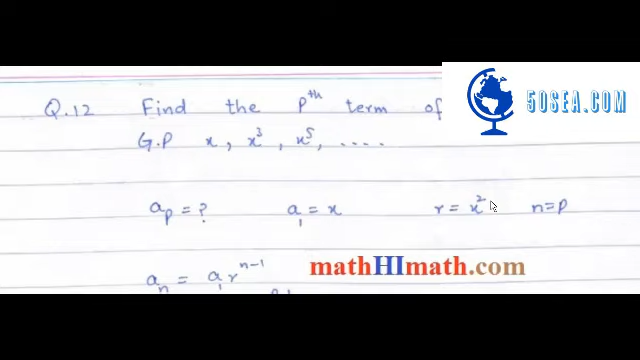 Q.12 Find the pth term of
50SEA.COM
G.P x, x³, x⁵, ....
aₚ = ? a₁ = x r = x² n=p
mathHImath.com
aₙ = a₁rⁿ⁻¹